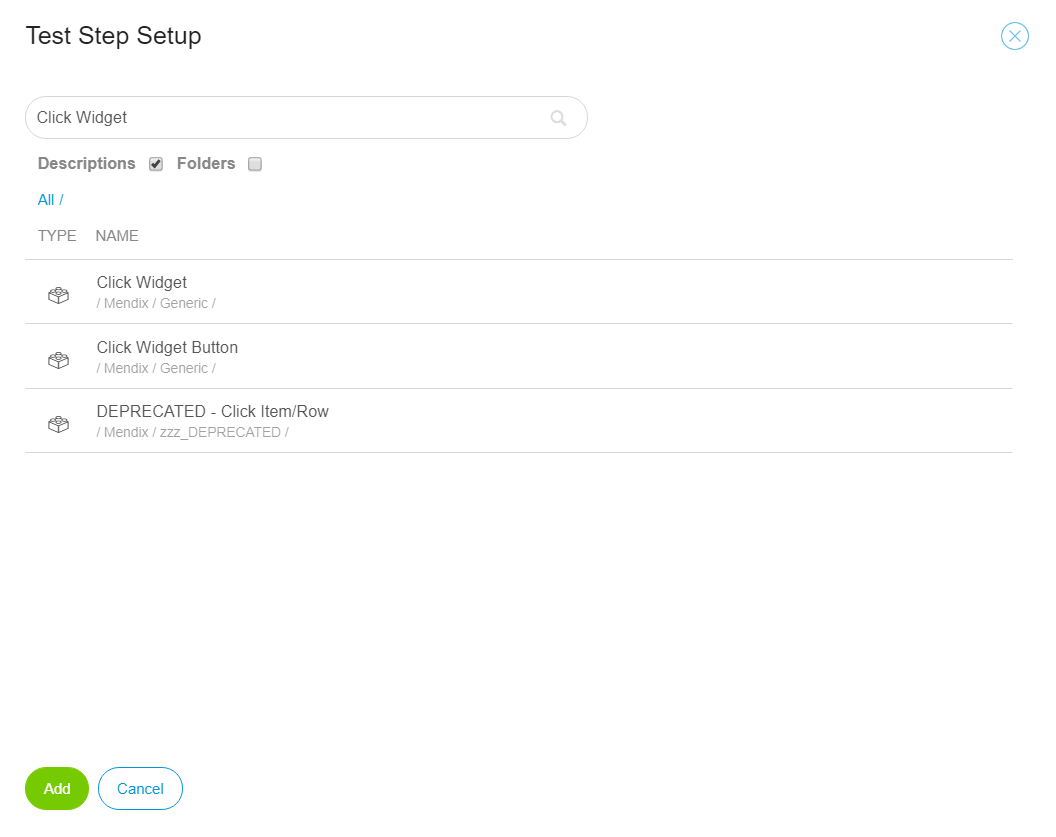 Test Step Setup
Click Widget
Descriptions Folders
All /
TYPE NAME
Click Widget
/ Mendix / Generic /
Click Widget Button
/ Mendix / Generic /
DEPRECATED - Click Item/Row
/ Mendix / zzz_DEPRECATED /
Add Cancel